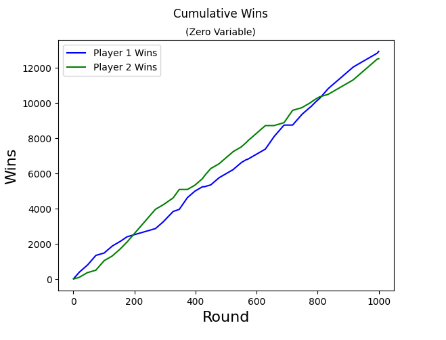 Cumulative Wins
(Zero Variable)
Player 1 Wins
Player 2 Wins
Wins
12000
10000
8000
6000
4000
2000
0
0 200 400 600 800 1000
Round